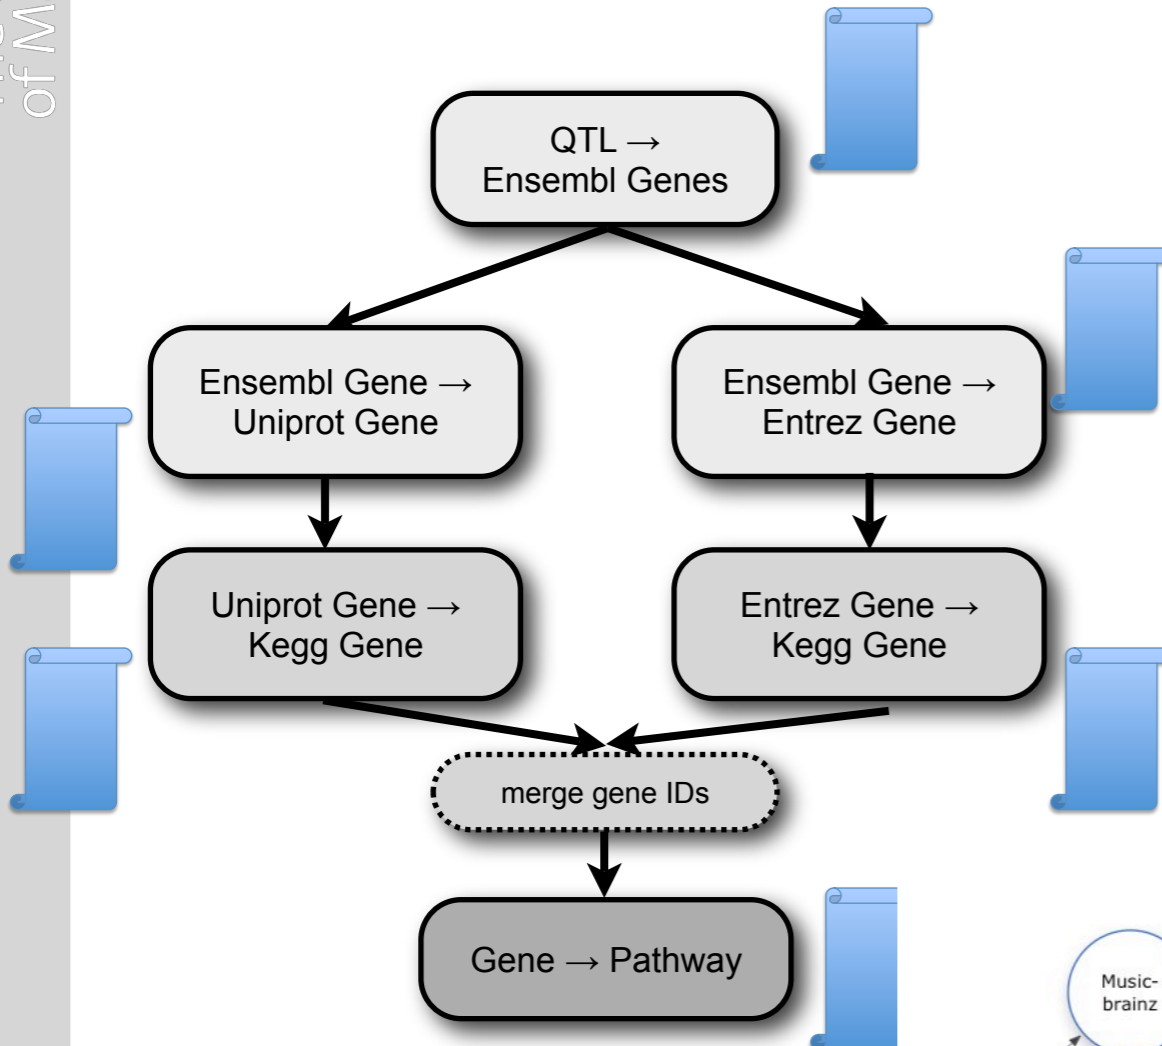 of M
QTL →
Ensembl Genes
Ensembl Gene →
Uniprot Gene
Ensembl Gene →
Entrez Gene
Uniprot Gene →
Kegg Gene
Entrez Gene →
Kegg Gene
merge gene IDs
Gene → Pathway
Music-
brainz